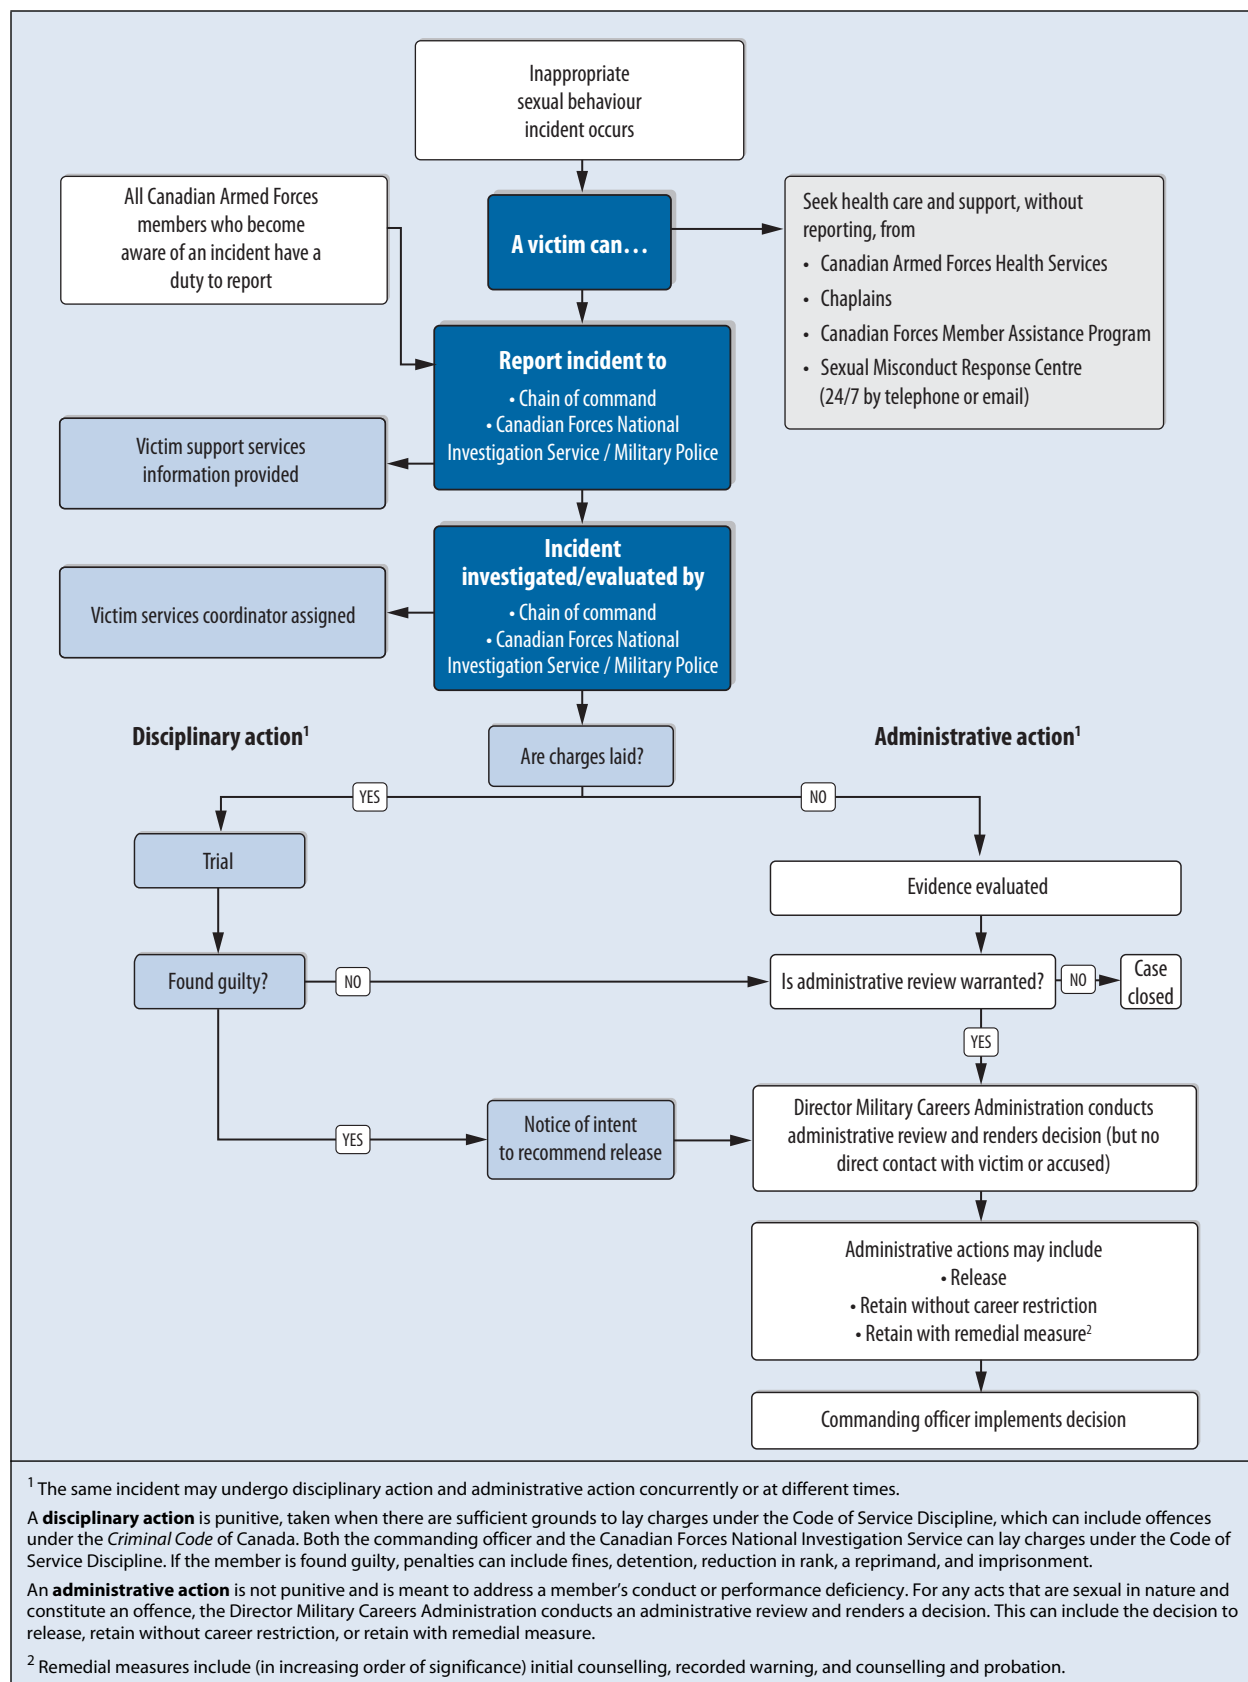 Inappropriate
sexual behaviour
incident occurs
All Canadian Armed Forces
members who become
aware of an incident have a
duty to report
A victim can…
Seek health care and support, without
reporting, from
• Canadian Armed Forces Health Services
• Chaplains
• Canadian Forces Member Assistance Program
• Sexual Misconduct Response Centre
(24/7 by telephone or email)
Report incident to
• Chain of command
• Canadian Forces National
Investigation Service / Military Police
Victim support services
information provided
Incident
investigated/evaluated by
• Chain of command
• Canadian Forces National
Investigation Service / Military Police
Victim services coordinator assigned
Disciplinary action¹
Are charges laid?
Administrative action¹
YES
NO
Trial
Evidence evaluated
Found guilty?
NO
Is administrative review warranted?
NO
Case
closed
YES
YES
Notice of intent
to recommend release
Director Military Careers Administration conducts
administrative review and renders decision (but no
direct contact with victim or accused)
Administrative actions may include
• Release
• Retain without career restriction
• Retain with remedial measure²
Commanding officer implements decision
¹ The same incident may undergo disciplinary action and administrative action concurrently or at different times.
A disciplinary action is punitive, taken when there are sufficient grounds to lay charges under the Code of Service Discipline, which can include offences
under the Criminal Code of Canada. Both the commanding officer and the Canadian Forces National Investigation Service can lay charges under the Code of
Service Discipline. If the member is found guilty, penalties can include fines, detention, reduction in rank, a reprimand, and imprisonment.
An administrative action is not punitive and is meant to address a member’s conduct or performance deficiency. For any acts that are sexual in nature and
constitute an offence, the Director Military Careers Administration conducts an administrative review and renders a decision. This can include the decision to
release, retain without career restriction, or retain with remedial measure.
² Remedial measures include (in increasing order of significance) initial counselling, recorded warning, and counselling and probation.